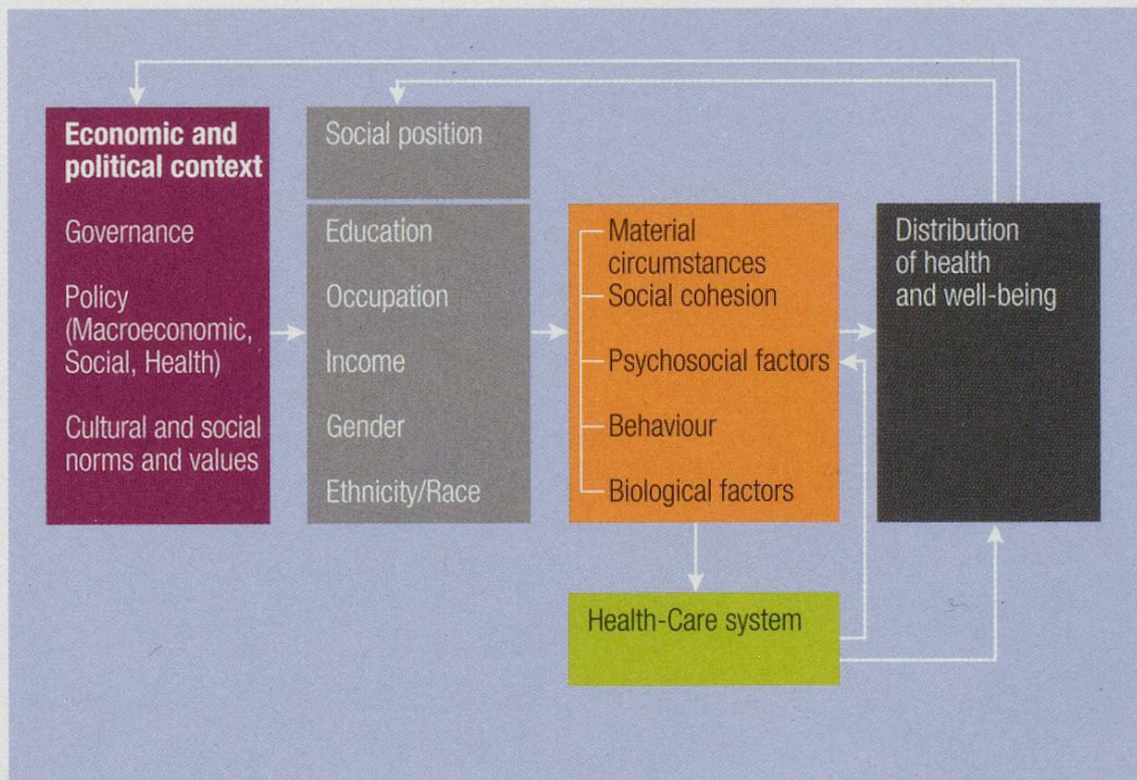 Economic and
political context
Governance
Policy
(Macroeconomic,
Social, Health)
Cultural and social
norms and values
Social position
Education
Occupation
Income
Gender
Ethnicity/Race
Material
circumstances
Social cohesion
Psychosocial factors
Behaviour
Biological factors
Distribution
of health
and well-being
Health-Care system